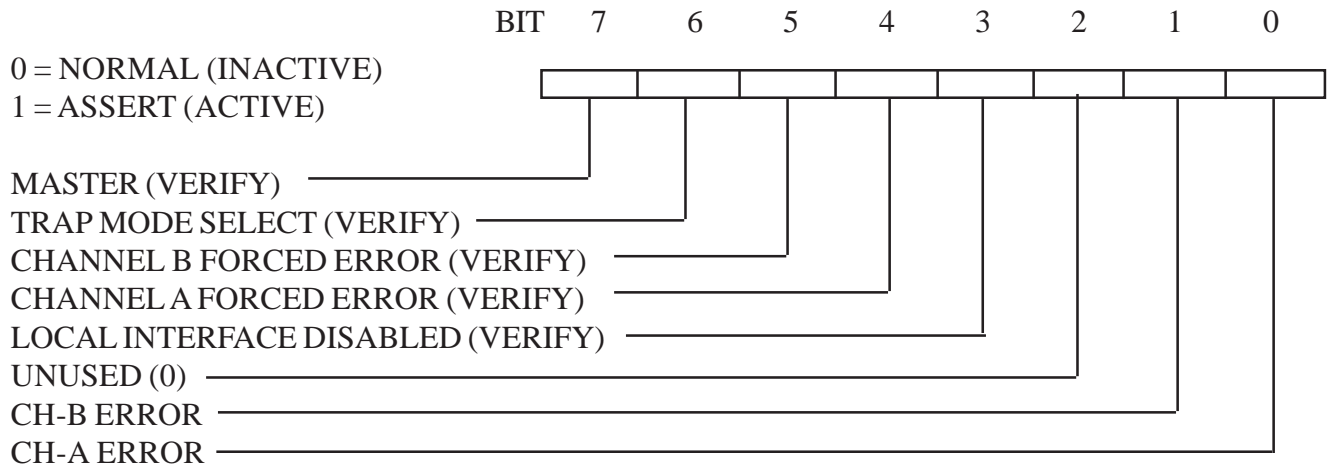 BIT 7 6 5 4 3 2 1 0
0 = NORMAL (INACTIVE)
1 = ASSERT (ACTIVE)
MASTER (VERIFY)
TRAP MODE SELECT (VERIFY)
CHANNEL B FORCED ERROR (VERIFY)
CHANNEL A FORCED ERROR (VERIFY)
LOCAL INTERFACE DISABLED (VERIFY)
UNUSED (0)
CH-B ERROR
CH-A ERROR